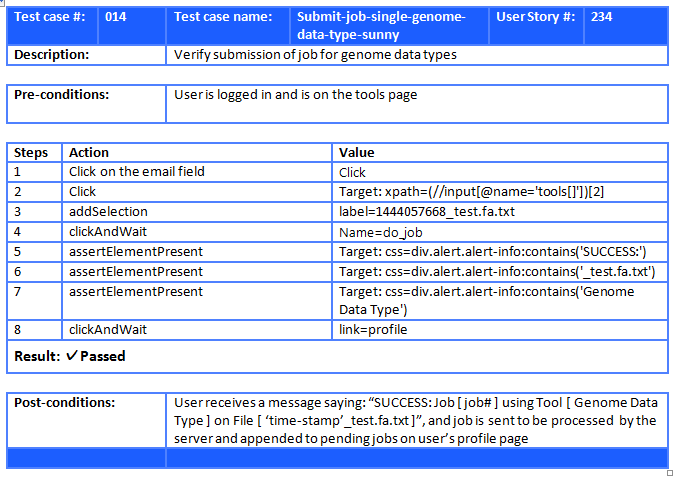 Test case #: 014 Test case name: Submit-job-single-genome-data-type-sunny User Story #: 234
Description: Verify submission of job for genome data types
Pre-conditions: User is logged in and is on the tools page
Steps Action Value
1 Click on the email field Click
2 Click Target: xpath=(//input[@name='tools[]'])[2]
3 addSelection label=1444057668_test.fa.txt
4 clickAndWait Name=do_job
5 assertElementPresent Target: css=div.alert.alert-info:contains('SUCCESS:')
6 assertElementPresent Target: css=div.alert.alert-info:contains('_test.fa.txt')
7 assertElementPresent Target: css=div.alert.alert-info:contains('Genome
Data Type')
8 clickAndWait link=profile
Result: ✓ Passed
Post-conditions: User receives a message saying: “SUCCESS: Job [ job# ] using Tool [ Genome Data
Type ] on File [ ‘time-stamp’_test.fa.txt ]”, and job is sent to be processed by the
server and appended to pending jobs on user’s profile page